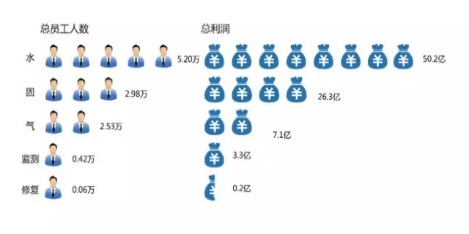 总员工人数 总利润
水 5.20万 50.2亿
固 2.98万 26.3亿
气 2.53万 7.1亿
监测 0.42万 3.3亿
修复 0.06万 0.2亿